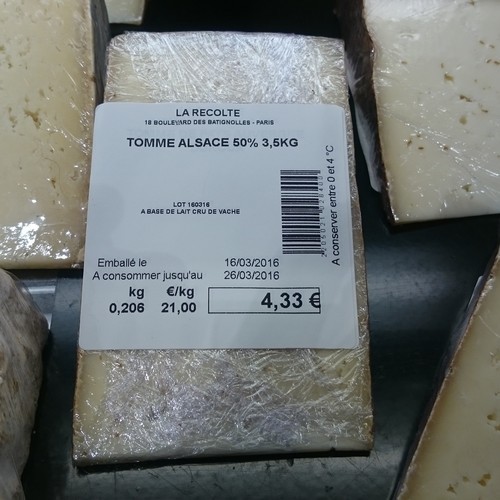 LA RECOLTE
18 BOULEVARD DES BATIGNOLLES - PARIS
TOMME ALSACE 50% 3,5KG
LOT 160316
A BASE DE LAIT CRU DE VACHE
A conserver entre 0 et 4 °C
Emballé le 16/03/2016
A consommer jusqu'au 26/03/2016
kg €/kg
0,206 21,00 4,33 €